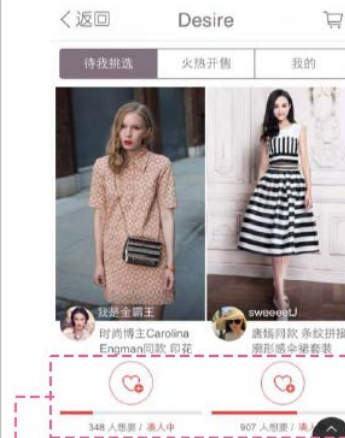 返回
Desire
待我挑选
火热开售
我的
我是金霸王
时尚博主Carolina
Engman同款 印花
sweeeetJ
唐嫣同款 条纹拼接
廓形感伞裙套装
348 人想要 / 凑人中
907 人想要 / 凑人